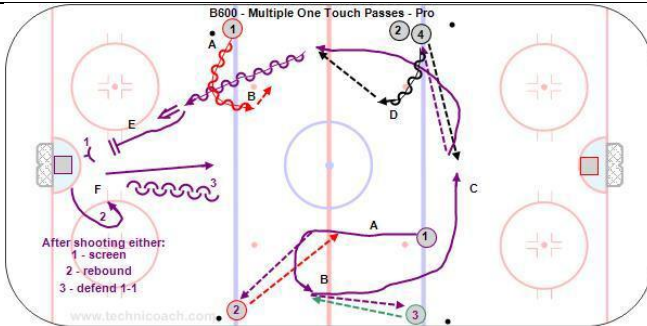 B600 - Multiple One Touch Passes - Pro
1
2
4
A
B
D
E
1
C
F
3
2
A
1
After shooting either:
1 - screen
2 - rebound
3 - defend 1-1
B
2
3
www.technicoach.com